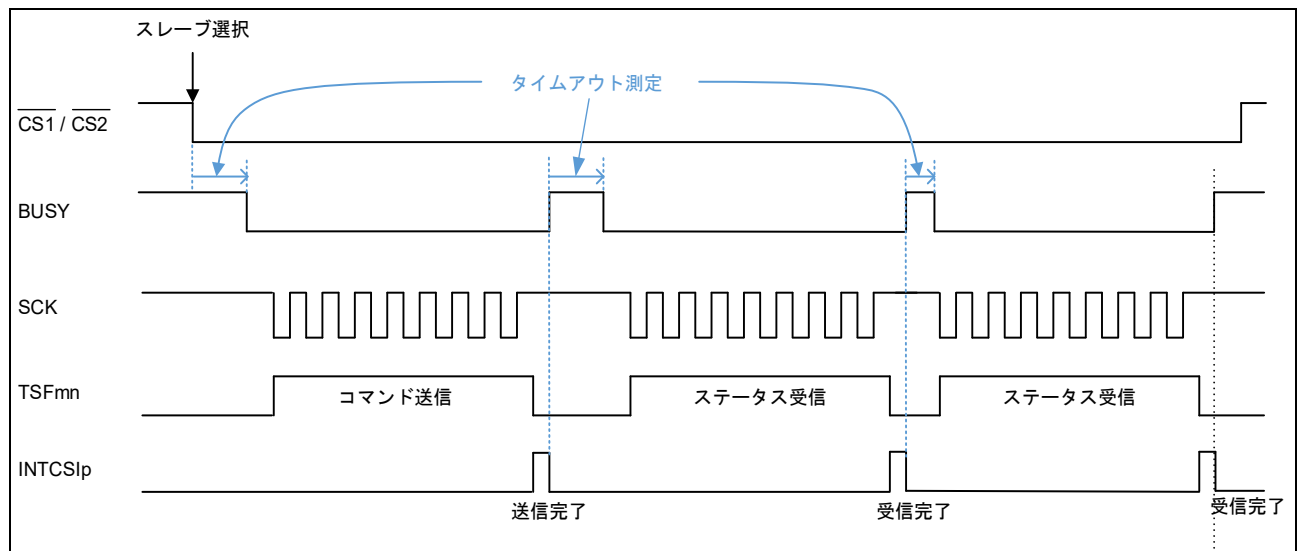 スレーブ選択
タイムアウト測定
CS1 / CS2
BUSY
SCK
TSFmn
コマンド送信
ステータス受信
ステータス受信
INTCSIp
送信完了
受信完了
受信完了